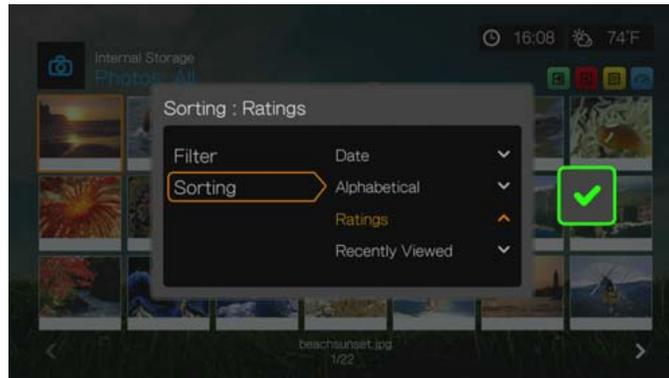 16:08 74°F
Internal Storage
Photos: All
Sorting : Ratings
Filter
Sorting
Date
Alphabetical
Ratings
Recently Viewed
beachsunset.jpg
1/22